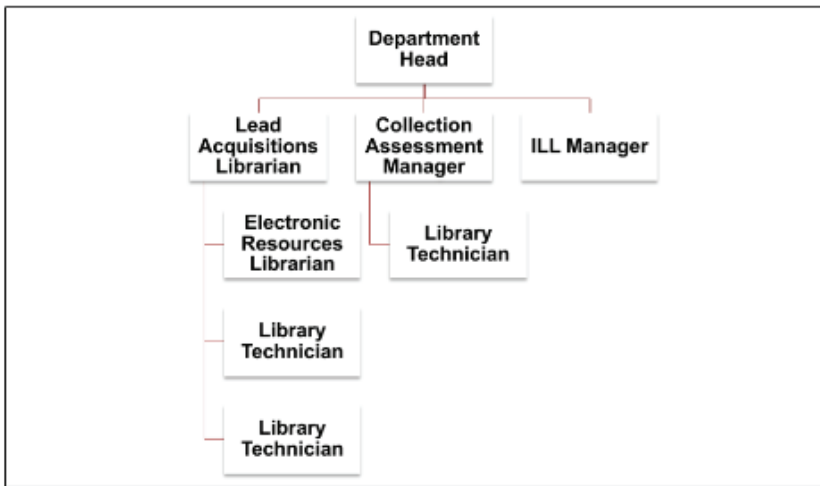 Department
Head
Lead
Acquisitions
Librarian
Collection
Assessment
Manager
ILL Manager
Electronic
Resources
Librarian
Library
Technician
Library
Technician
Library
Technician